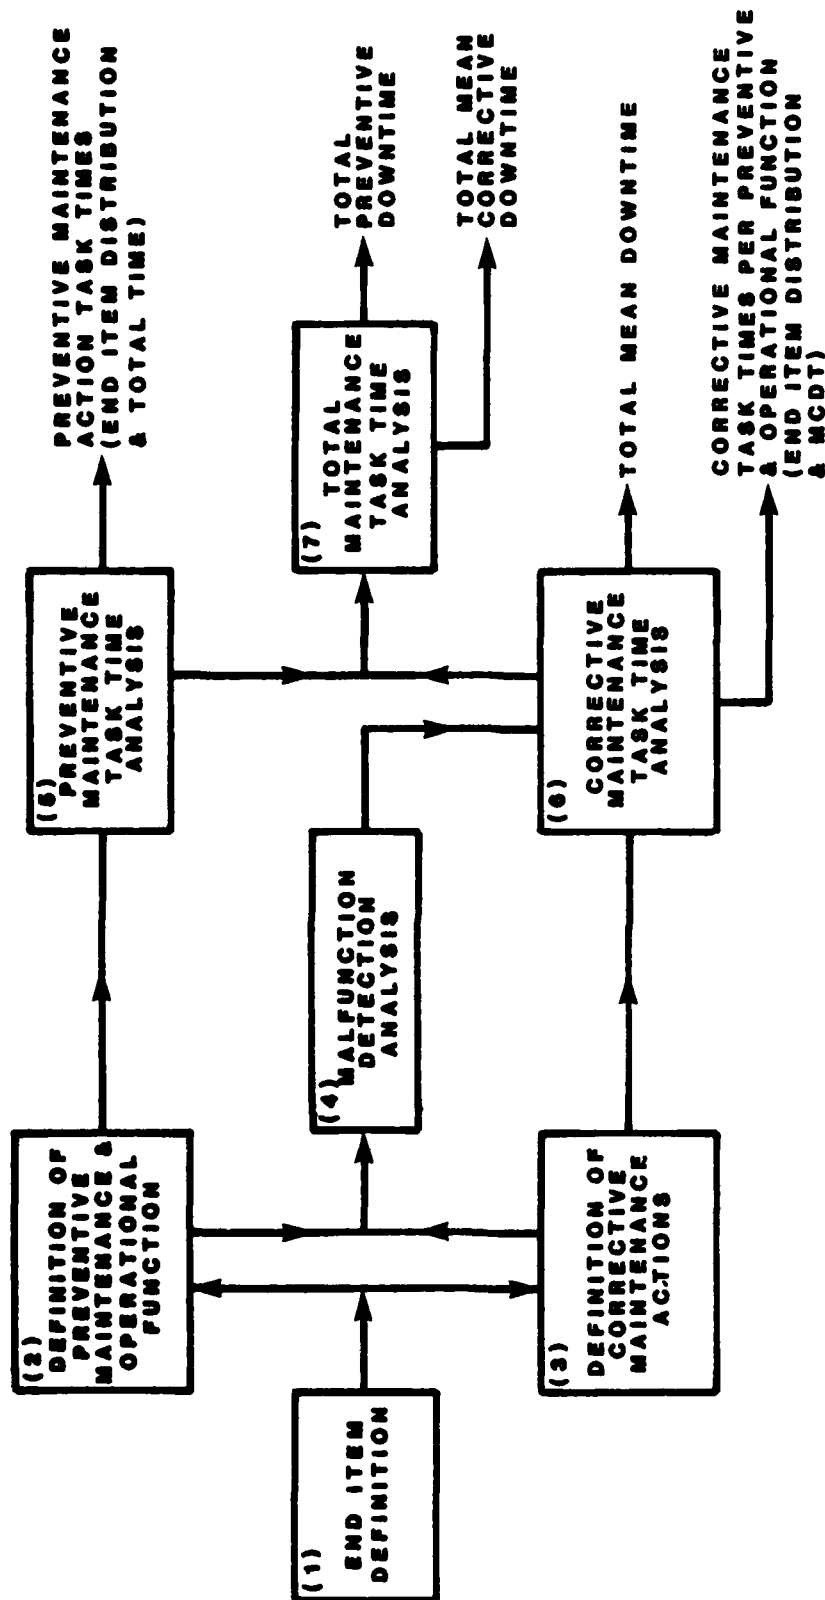 (1)
END ITEM
DEFINITION
(2)
DEFINITION OF
PREVENTIVE
MAINTENANCE &
OPERATIONAL
FUNCTION
(3)
DEFINITION OF
CORRECTIVE
MAINTENANCE
ACTIONS
(4)
MALFUNCTION
DETECTION
ANALYSIS
(5)
PREVENTIVE
MAINTENANCE
TASK TIME
ANALYSIS
(6)
CORRECTIVE
MAINTENANCE
TASK TIME
ANALYSIS
(7)
TOTAL
MAINTENANCE
TASK TIME
ANALYSIS
PREVENTIVE MAINTENANCE
ACTION TASK TIMES
(END ITEM DISTRIBUTION
& TOTAL TIME)
TOTAL
PREVENTIVE
DOWNTIME
TOTAL MEAN
CORRECTIVE
DOWNTIME
TOTAL MEAN DOWNTIME
CORRECTIVE MAINTENANCE
TASK TIMES PER PREVENTIVE
& OPERATIONAL FUNCTION
(END ITEM DISTRIBUTION
& MCDT)